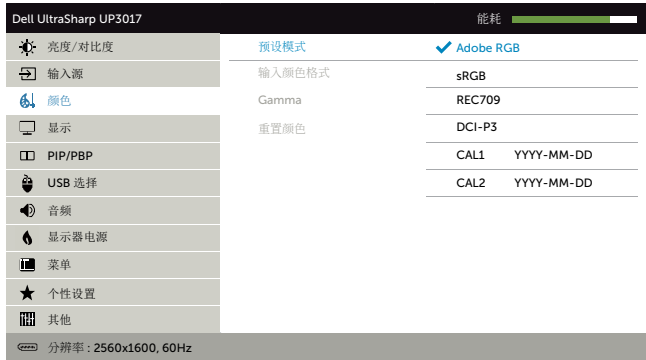 Dell UltraSharp UP3017 能耗
亮度/对比度 预设模式 Adobe RGB
输入源 输入颜色格式 sRGB
颜色 Gamma REC709
显示 重置颜色 DCI-P3
PIP/PBP CAL1 YYYY-MM-DD
USB 选择 CAL2 YYYY-MM-DD
音频
显示器电源
菜单
个性设置
其他
分辨率 : 2560x1600, 60Hz